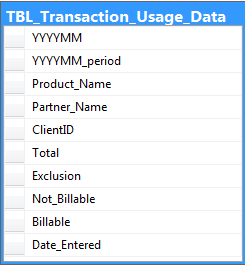 TBL_Transaction_Usage_Data
YYYYMM
YYYYMM_period
Product_Name
Partner_Name
ClientID
Total
Exclusion
Not_Billable
Billable
Date_Entered